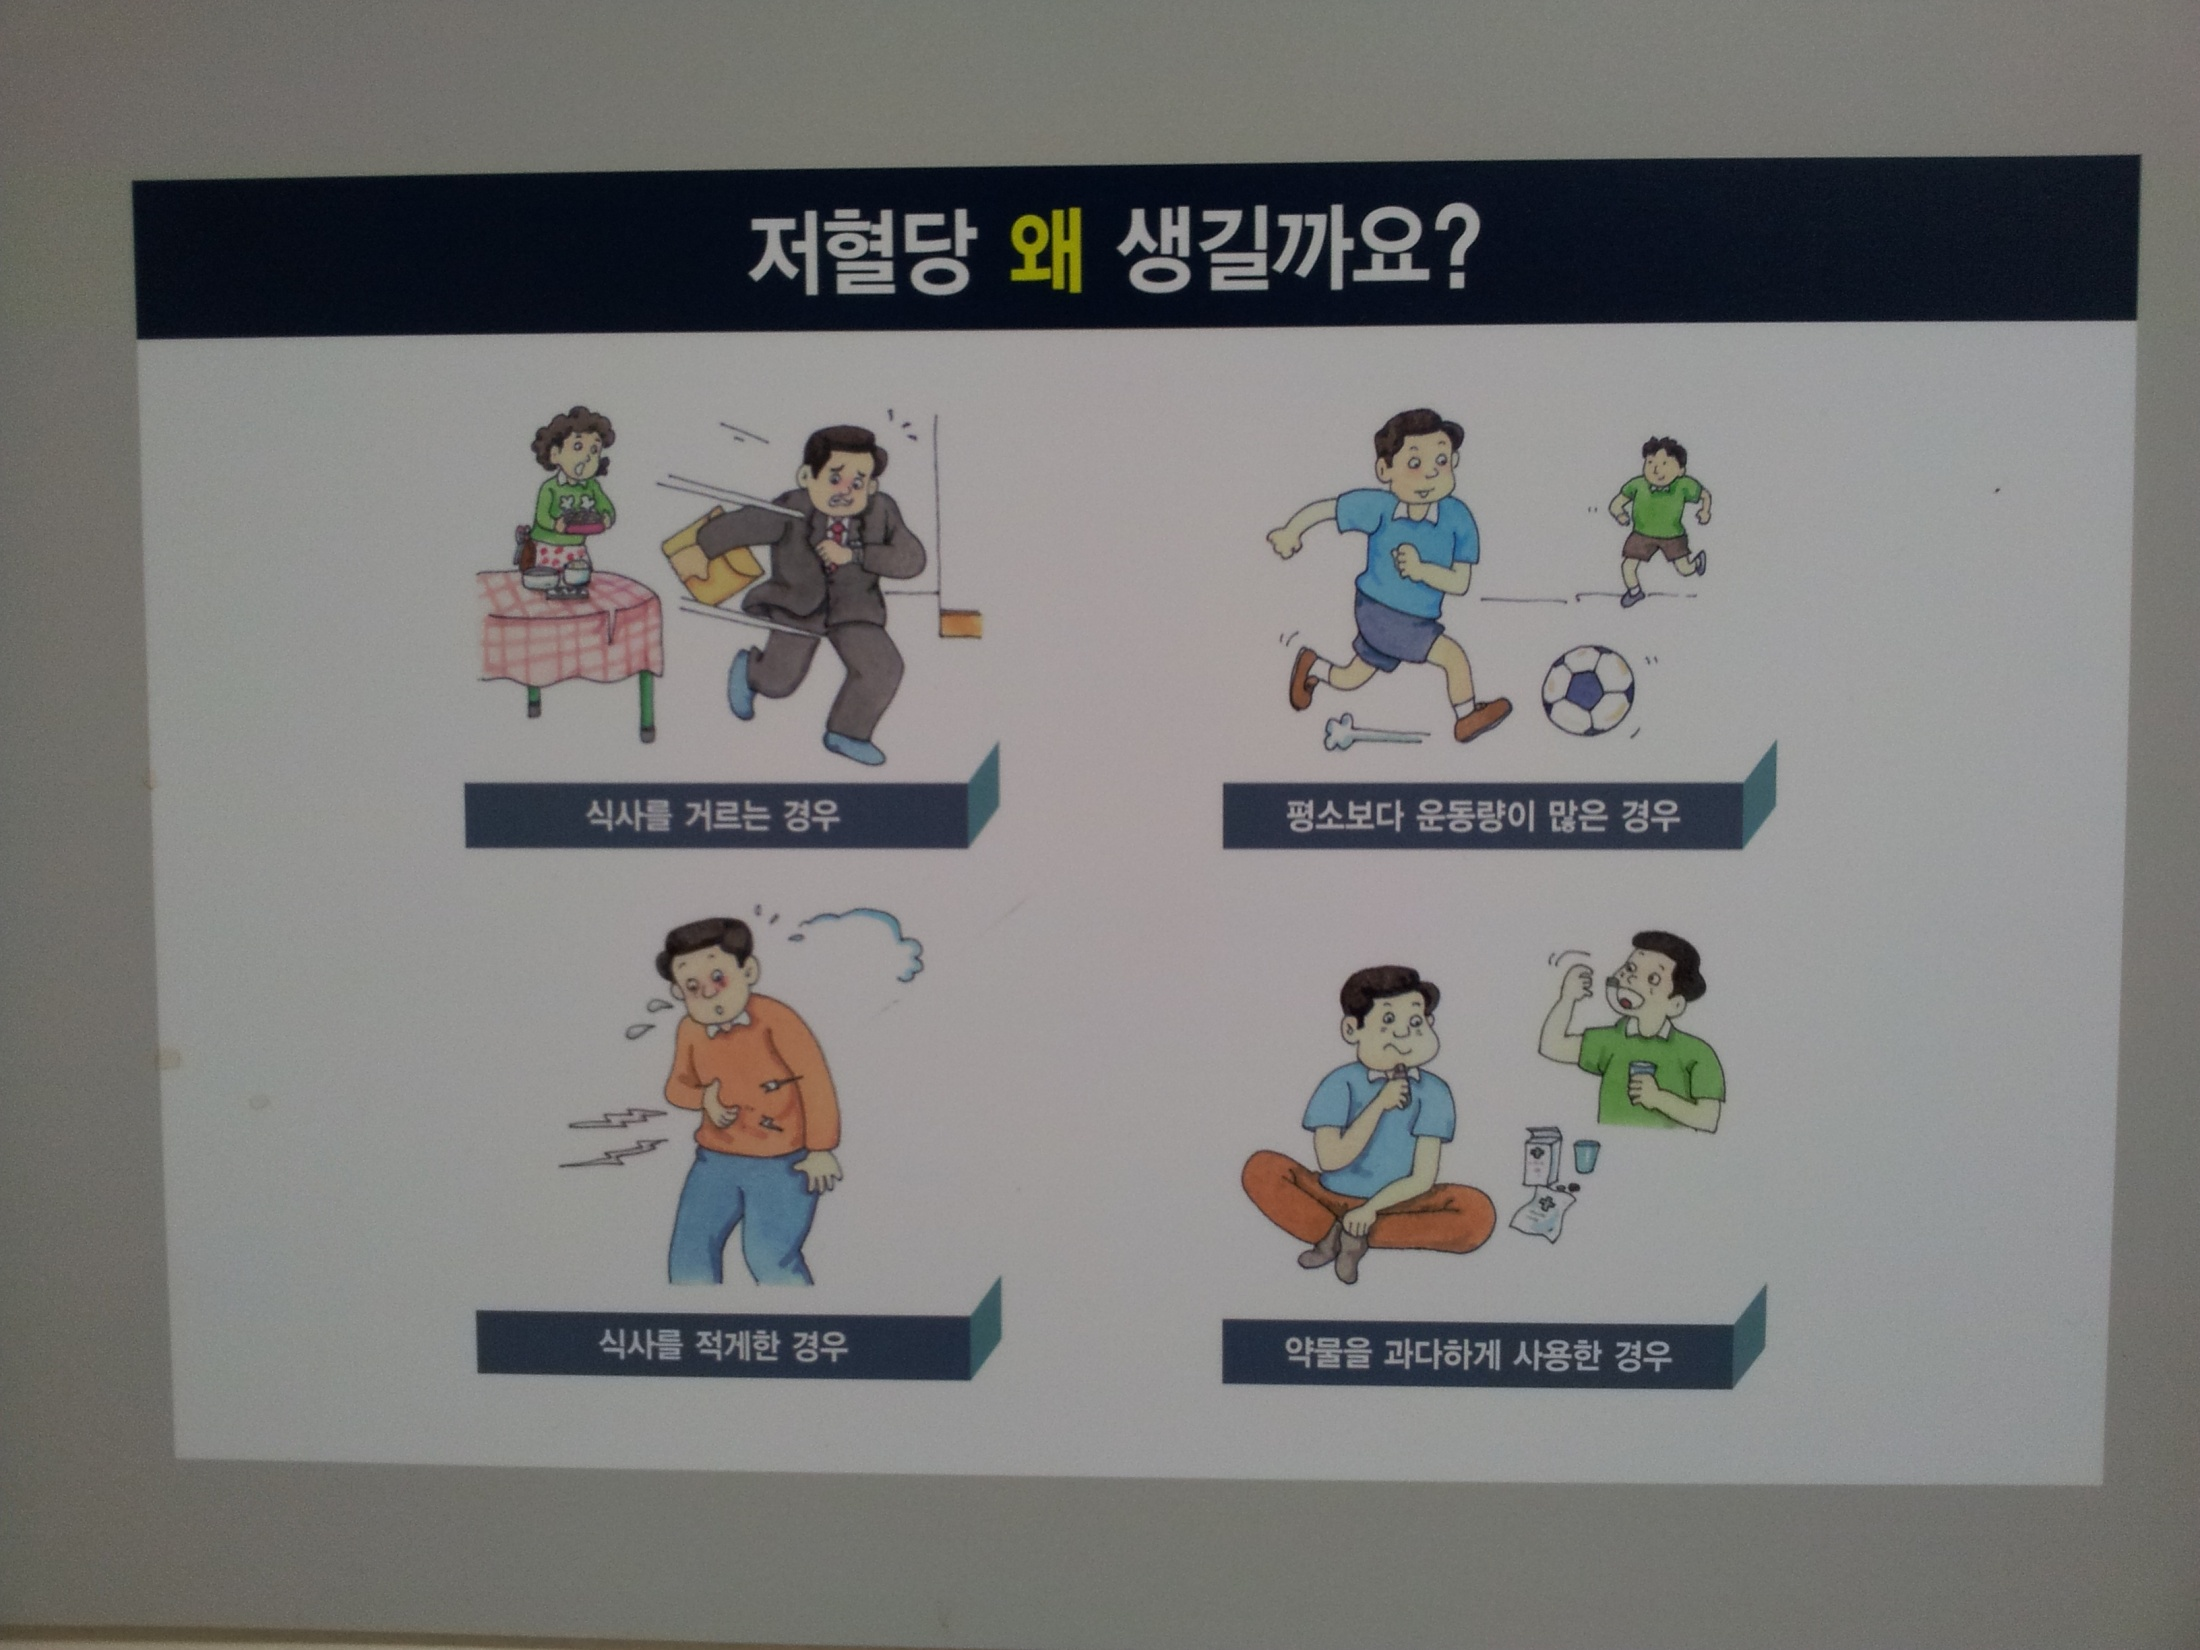 저혈당 왜 생길까요?
식사를 거르는 경우
평소보다 운동량이 많은 경우
식사를 적게한 경우
약물을 과다하게 사용한 경우